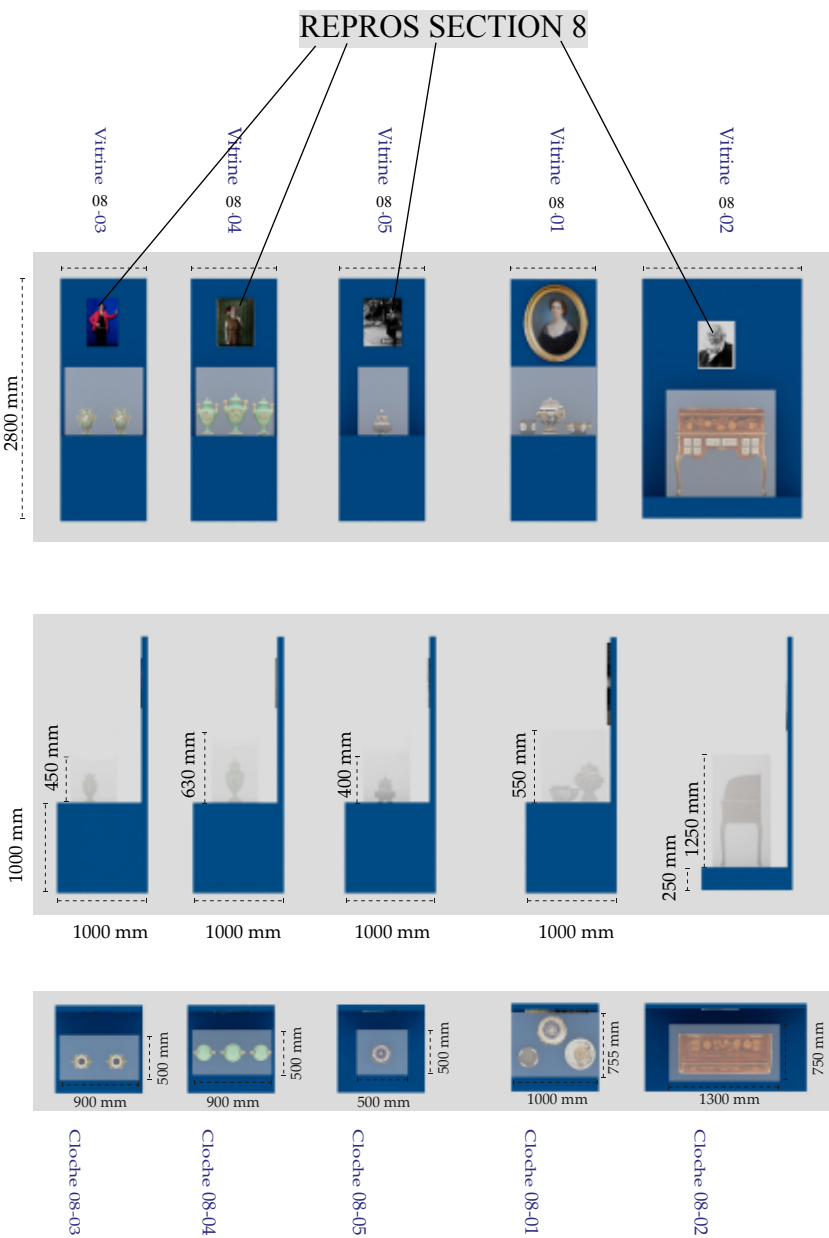 REPROS SECTION 8
Vitrine 08-03
Vitrine 08-04
Vitrine 08-05
Vitrine 08-01
Vitrine 08-02
2800 mm
450 mm
630 mm
400 mm
550 mm
1250 mm
1000 mm
250 mm
1000 mm
1000 mm
1000 mm
1000 mm
500 mm
500 mm
500 mm
755 mm
750 mm
900 mm
900 mm
500 mm
1000 mm
1300 mm
Cloche 08-03
Cloche 08-04
Cloche 08-05
Cloche 08-01
Cloche 08-02